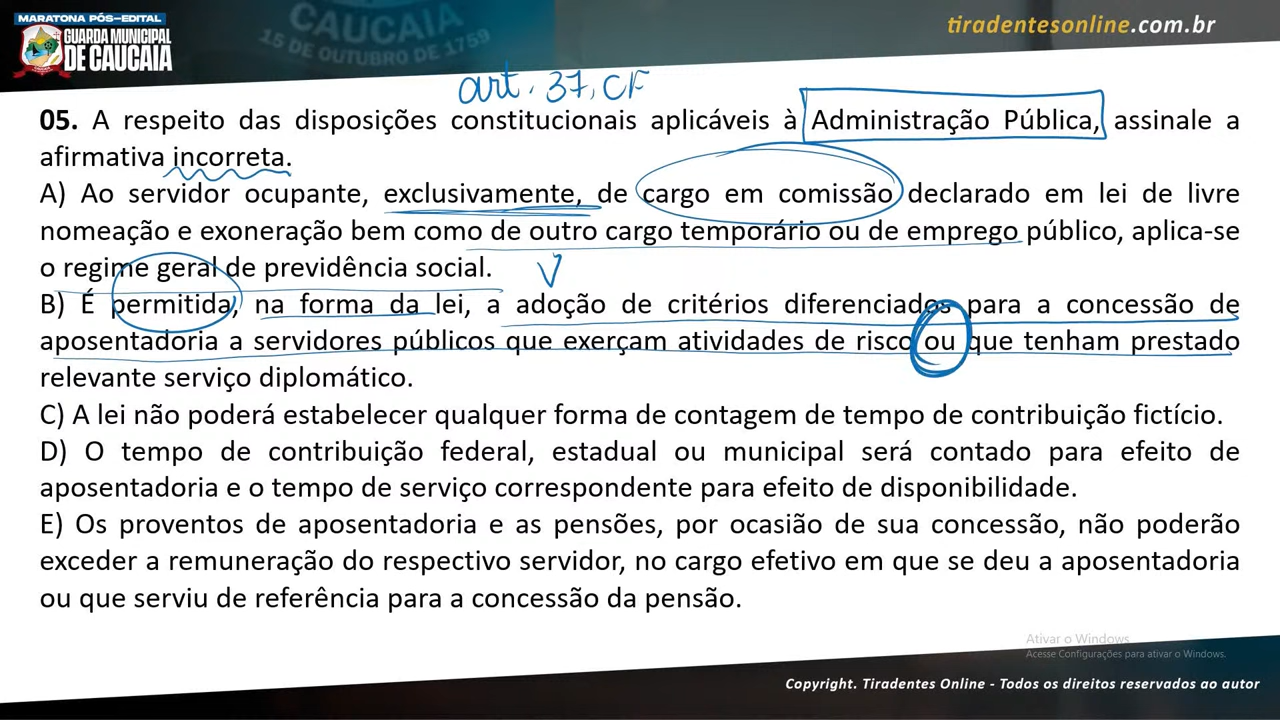 MARATONA PÓS-EDITAL
GUARDA MUNICIPAL
DE CAUCAIA
CAUCAIA
15 DE OUTUBRO DE 1759
tiradentesonline.com.br
art. 37, CF
05. A respeito das disposições constitucionais aplicáveis à Administração Pública, assinale a
afirmativa incorreta.
A) Ao servidor ocupante, exclusivamente, de cargo em comissão declarado em lei de livre
nomeação e exoneração bem como de outro cargo temporário ou de emprego público, aplica-se
o regime geral de previdência social.
V
B) É permitida, na forma da lei, a adoção de critérios diferenciados para a concessão de
aposentadoria a servidores públicos que exerçam atividades de risco ou que tenham prestado
relevante serviço diplomático.
C) A lei não poderá estabelecer qualquer forma de contagem de tempo de contribuição fictício.
D) O tempo de contribuição federal, estadual ou municipal será contado para efeito de
aposentadoria e o tempo de serviço correspondente para efeito de disponibilidade.
E) Os proventos de aposentadoria e as pensões, por ocasião de sua concessão, não poderão
exceder a remuneração do respectivo servidor, no cargo efetivo em que se deu a aposentadoria
ou que serviu de referência para a concessão da pensão.
Ativar o Windows
Acesse Configurações para ativar o Windows.
Copyright. Tiradentes Online - Todos os direitos reservados ao autor